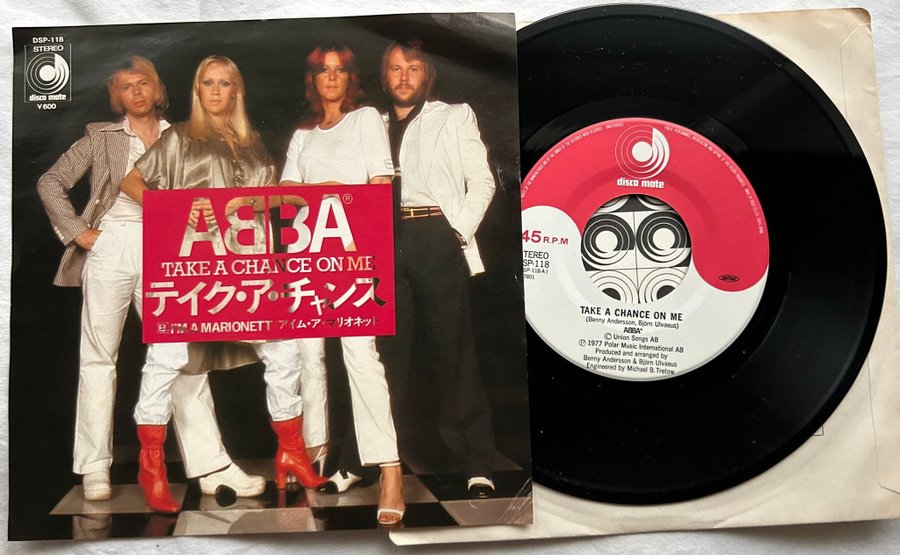 DSP-118
STEREO
disco mate
¥600
ABBA®
TAKE A CHANCE ON ME
テイク・ア・チャンス
I'M A MARIONETT アイム・ア・マリオネット
disco mate
45 R.P.M
STEREO
DSP-118
7801
TAKE A CHANCE ON ME
(Benny Andersson, Björn Ulvaeus)
ABBA®
© Union Songs AB
℗ 1977 Polar Music International AB
Produced and arranged by
Benny Andersson & Björn Ulvaeus
Engineered by Michael B. Tretow